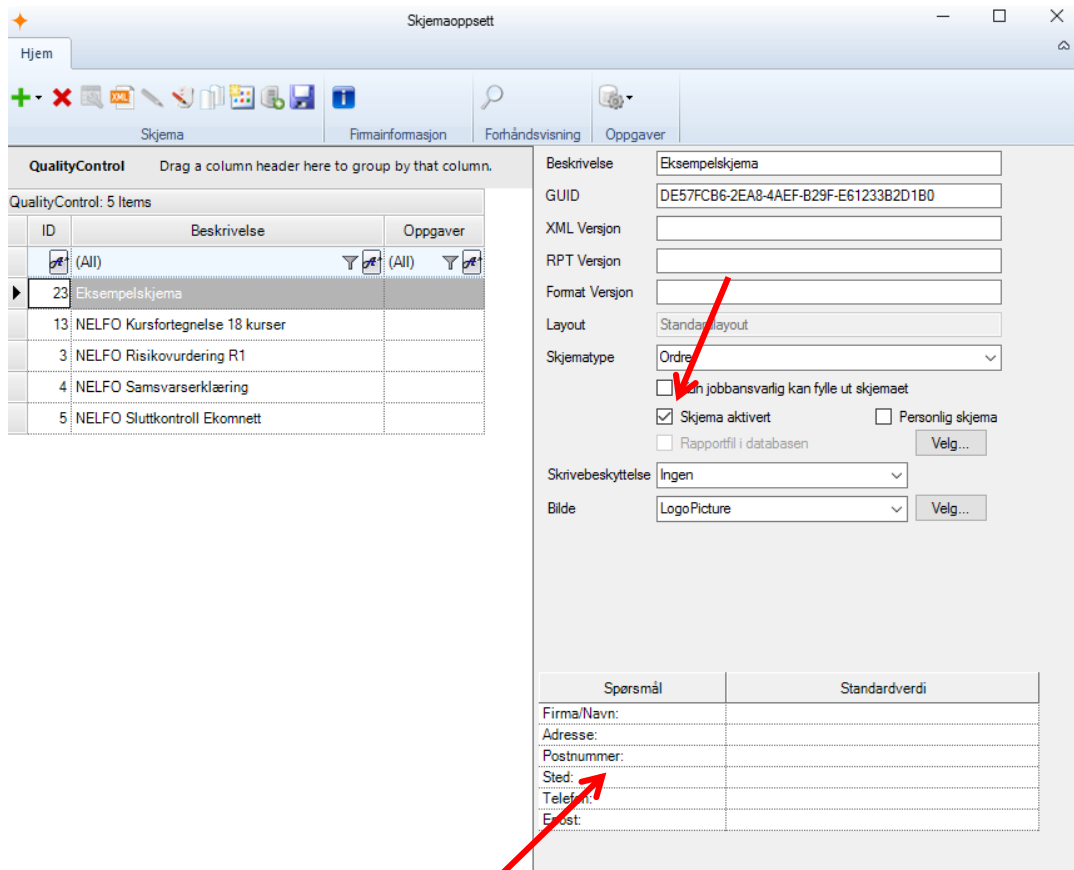 Skjemaoppsett
Hjem
XML
Skjema
Firmainformasjon
Forhåndsvisning
Oppgaver
QualityControl Drag a column header here to group by that column.
QualityControl: 5 Items
ID Beskrivelse Oppgaver
(All) (All)
23 Eksempelskjema
13 NELFO Kursfortegnelse 18 kurser
3 NELFO Risikovurdering R1
4 NELFO Samsvarserklæring
5 NELFO Sluttkontroll Ekomnett
Beskrivelse Eksempelskjema
GUID DE57FCB6-2EA8-4AEF-B29F-E61233B2D1B0
XML Versjon
RPT Versjon
Format Versjon
Layout Standardlayout
Skjematype Ordre
jobbansvarlig kan fylle ut skjemaet
Skjema aktivert Personlig skjema
Rapportfil i databasen Velg...
Skrivebeskyttelse Ingen
Bilde LogoPicture Velg...
Spørsmål Standardverdi
Firma/Navn:
Adresse:
Postnummer:
Sted:
Telefon:
Epost: